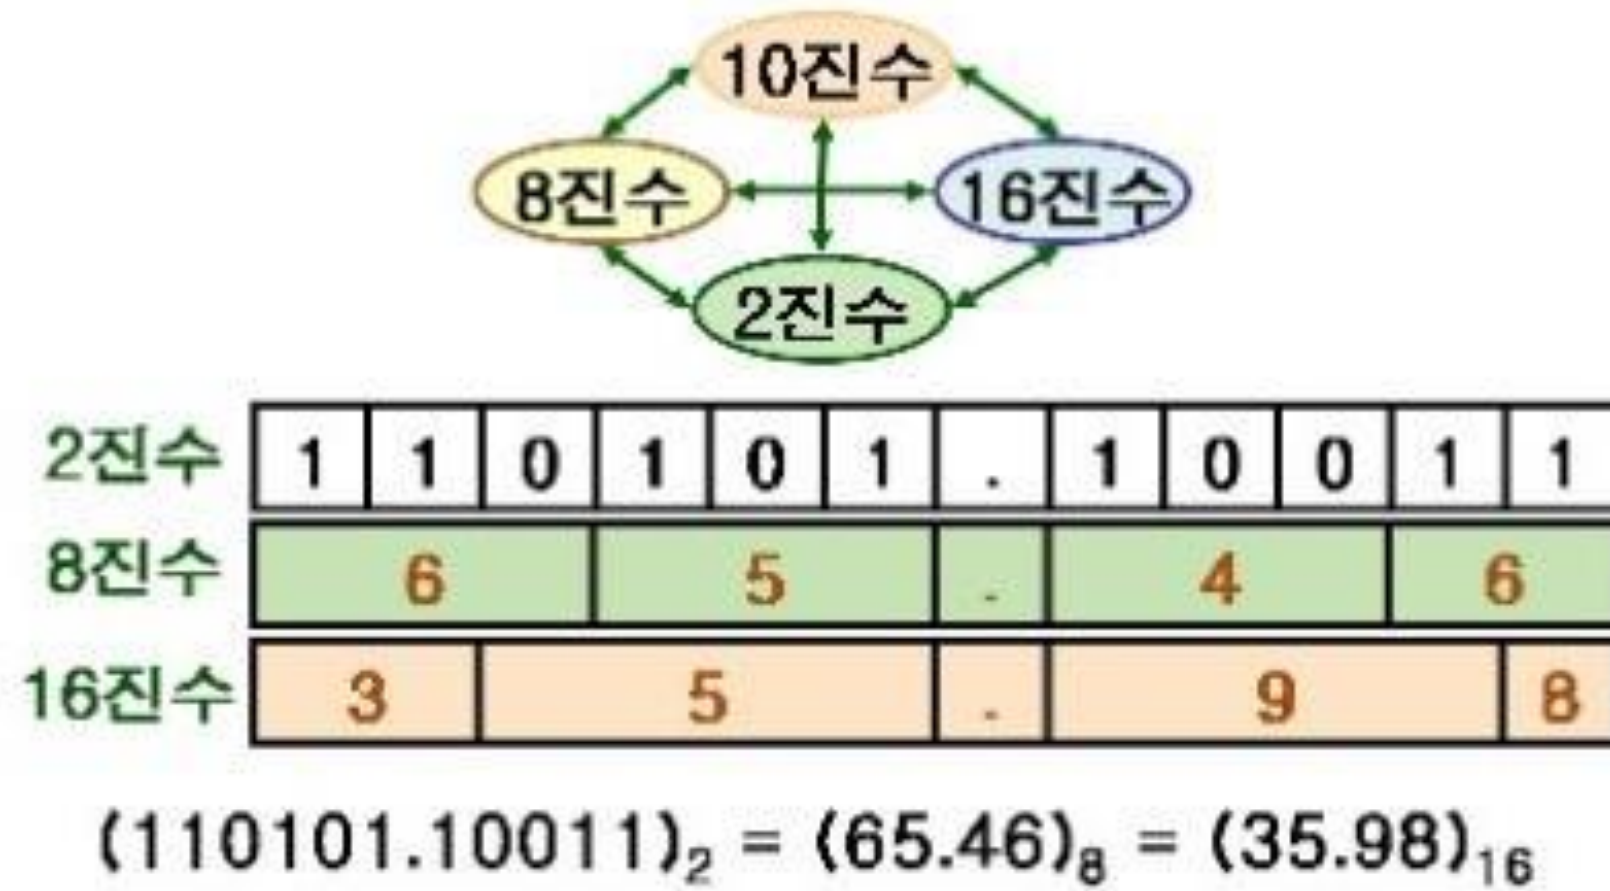 10진수
8진수 16진수
2진수
2진수 1 1 0 1 0 1 . 1 0 0 1 1
8진수 6 5 . 4 6
16진수 3 5 . 9 8
(110101.10011)₂ = (65.46)₈ = (35.98)₁₆